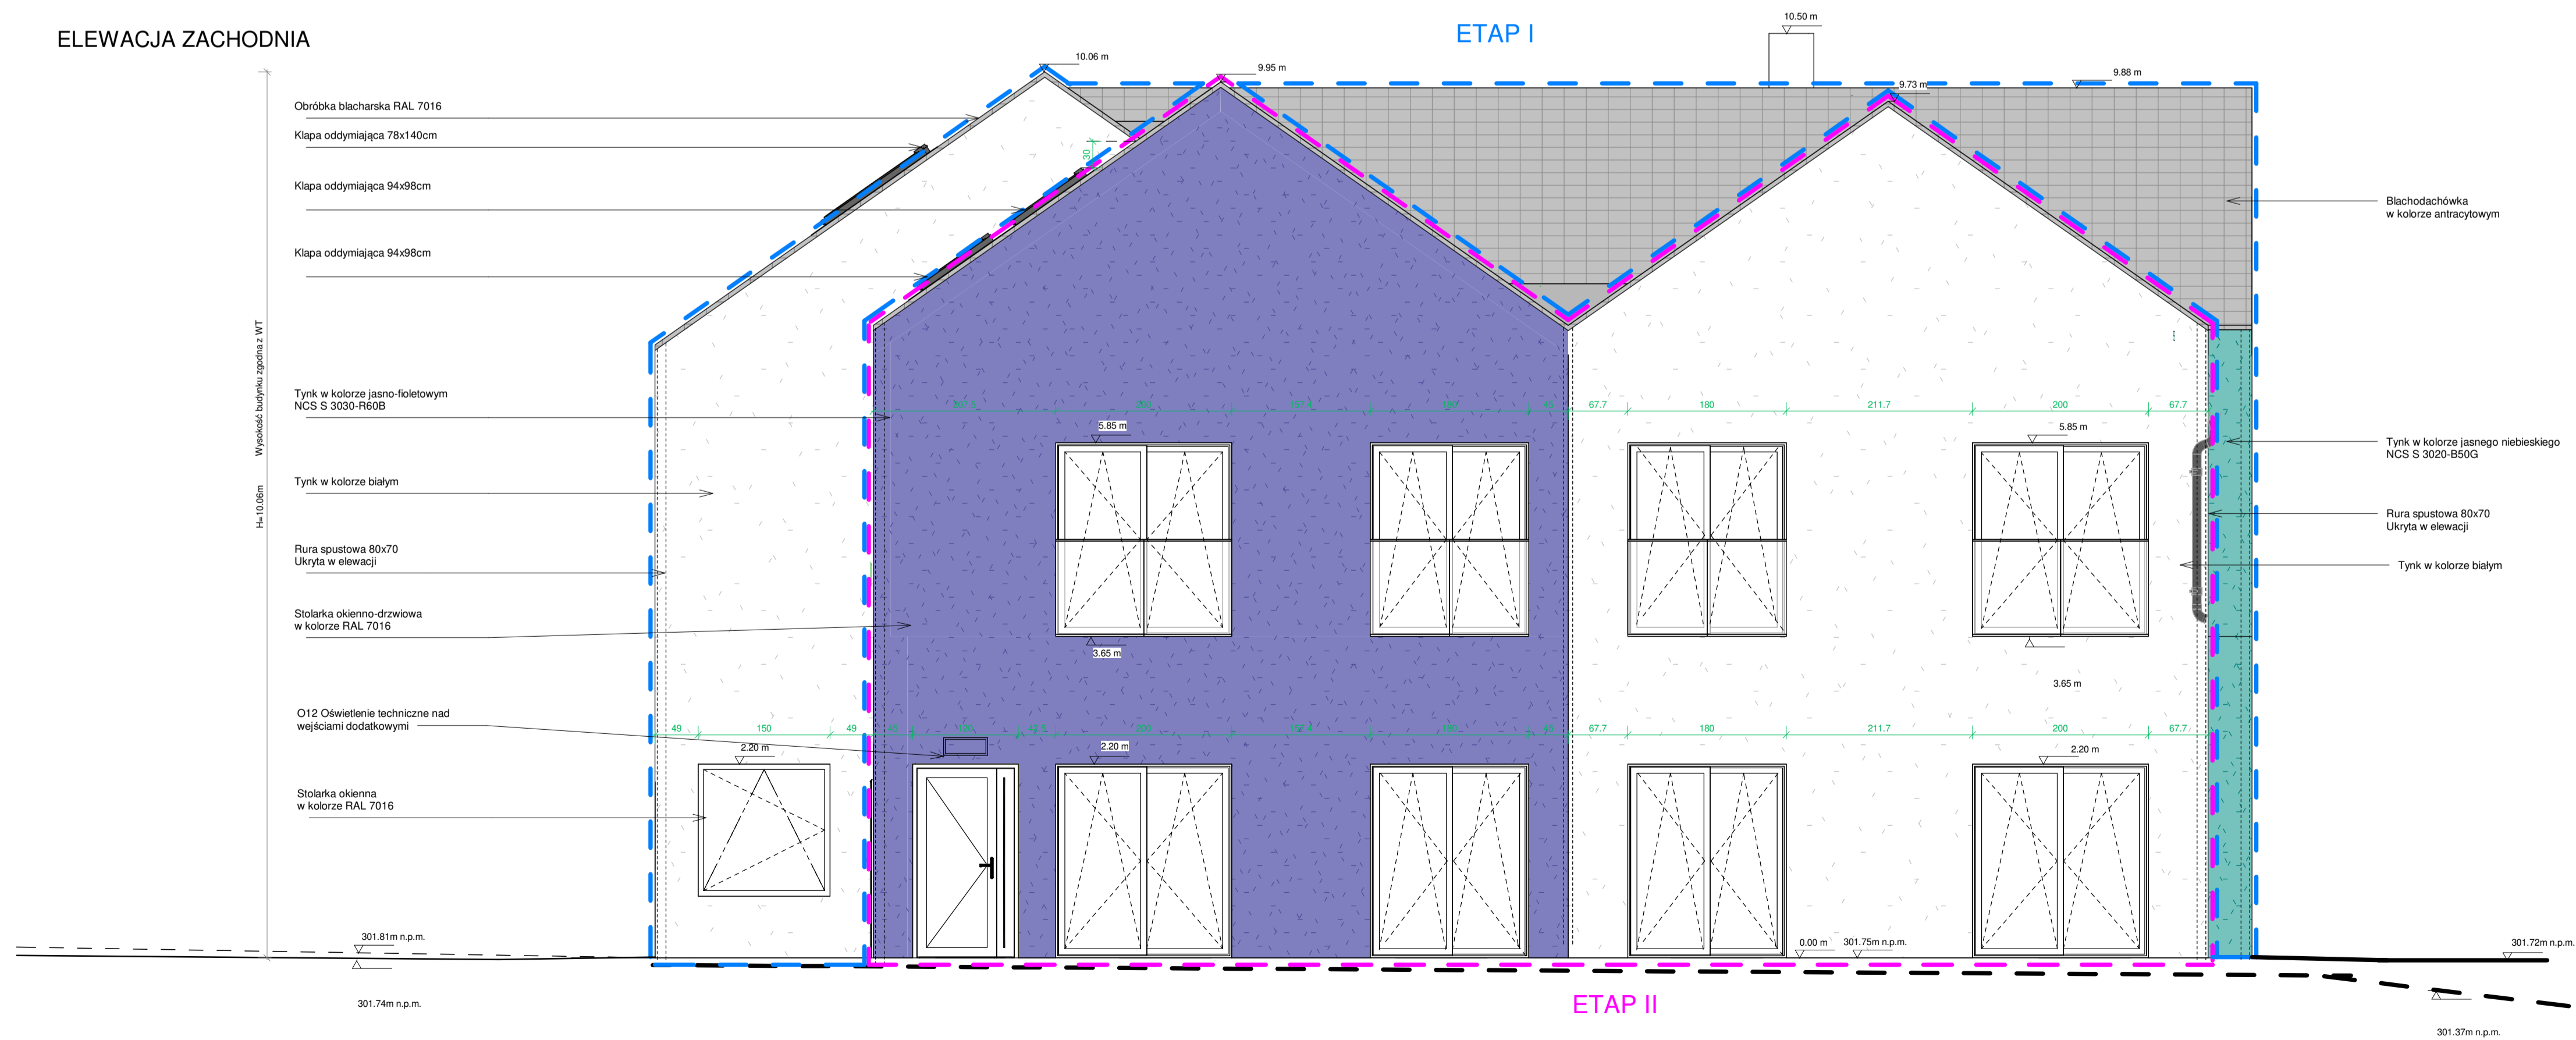 ELEWACJA ZACHODNIA
ETAP I
10.50 m
10.06 m
9.95 m
9.88 m
9.73 m
Obróbka blacharska RAL 7016
Klapa oddymiająca 78x140cm
Klapa oddymiająca 94x98cm
Klapa oddymiająca 94x98cm
30
Blachodachówka
w kolorze antracytowym
Wysokość budynku zgodna z WT
H=10.06m
Tynk w kolorze jasno-fioletowym
NCS S 3030-R60B
200
45
67.7
180
211.7
200
67.7
5.85 m
5.85 m
Tynk w kolorze jasnego niebieskiego
NCS S 3020-B50G
Tynk w kolorze białym
Rura spustowa 80x70
Ukryta w elewacji
Rura spustowa 80x70
Ukryta w elewacji
Tynk w kolorze białym
Stolarka okienno-drzwiowa
w kolorze RAL 7016
3.65 m
3.65 m
O12 Oświetlenie techniczne nad
wejściami dodatkowymi
49
150
49
200
45
67.7
180
211.7
200
67.7
2.20 m
2.20 m
2.20 m
Stolarka okienna
w kolorze RAL 7016
301.81m n.p.m.
0.00 m
301.75m n.p.m.
301.72m n.p.m.
301.74m n.p.m.
ETAP II
301.37m n.p.m.